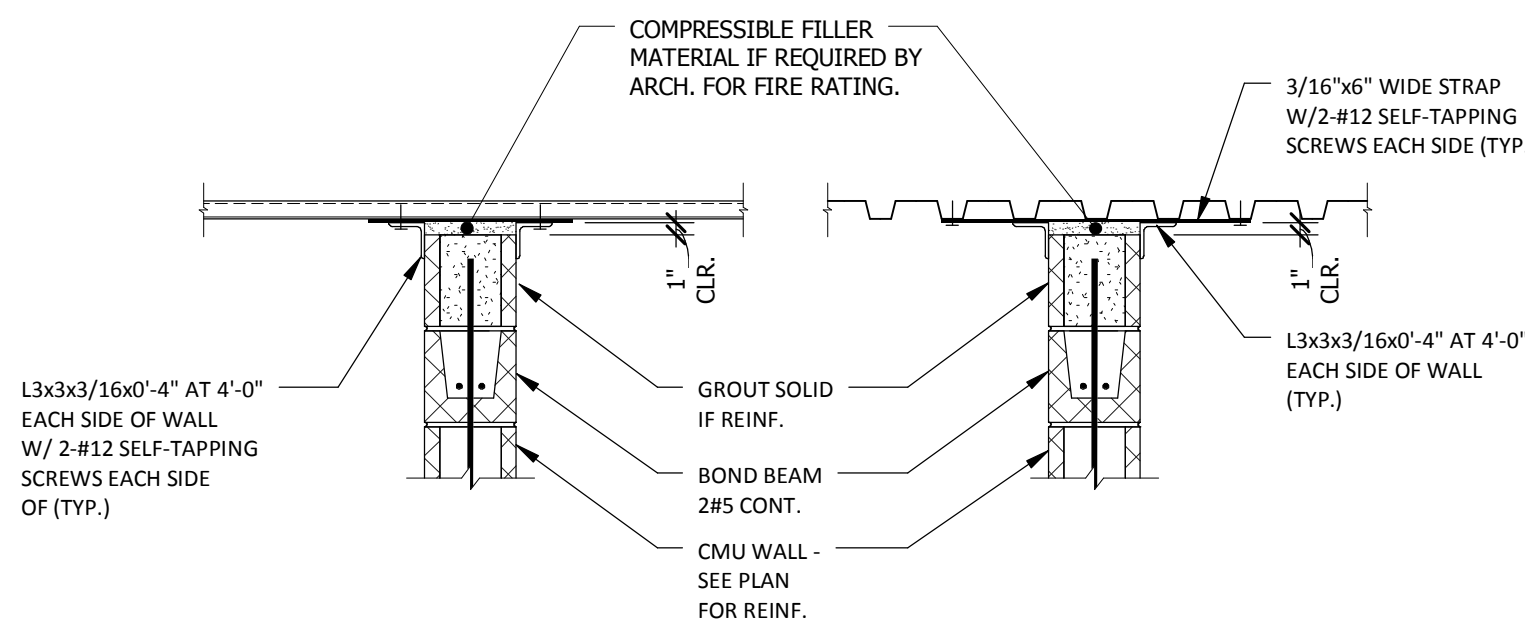 COMPRESSIBLE FILLER
MATERIAL IF REQUIRED BY
ARCH. FOR FIRE RATING.
3/16"x6" WIDE STRAP
W/2-#12 SELF-TAPPING
SCREWS EACH SIDE (TYP
1"
CLR.
1"
CLR.
L3x3x3/16x0'-4" AT 4'-0"
EACH SIDE OF WALL
W/ 2-#12 SELF-TAPPING
SCREWS EACH SIDE
OF (TYP.)
GROUT SOLID
IF REINF.
BOND BEAM
2#5 CONT.
CMU WALL -
SEE PLAN
FOR REINF.
L3x3x3/16x0'-4" AT 4'-0"
EACH SIDE OF WALL
(TYP.)